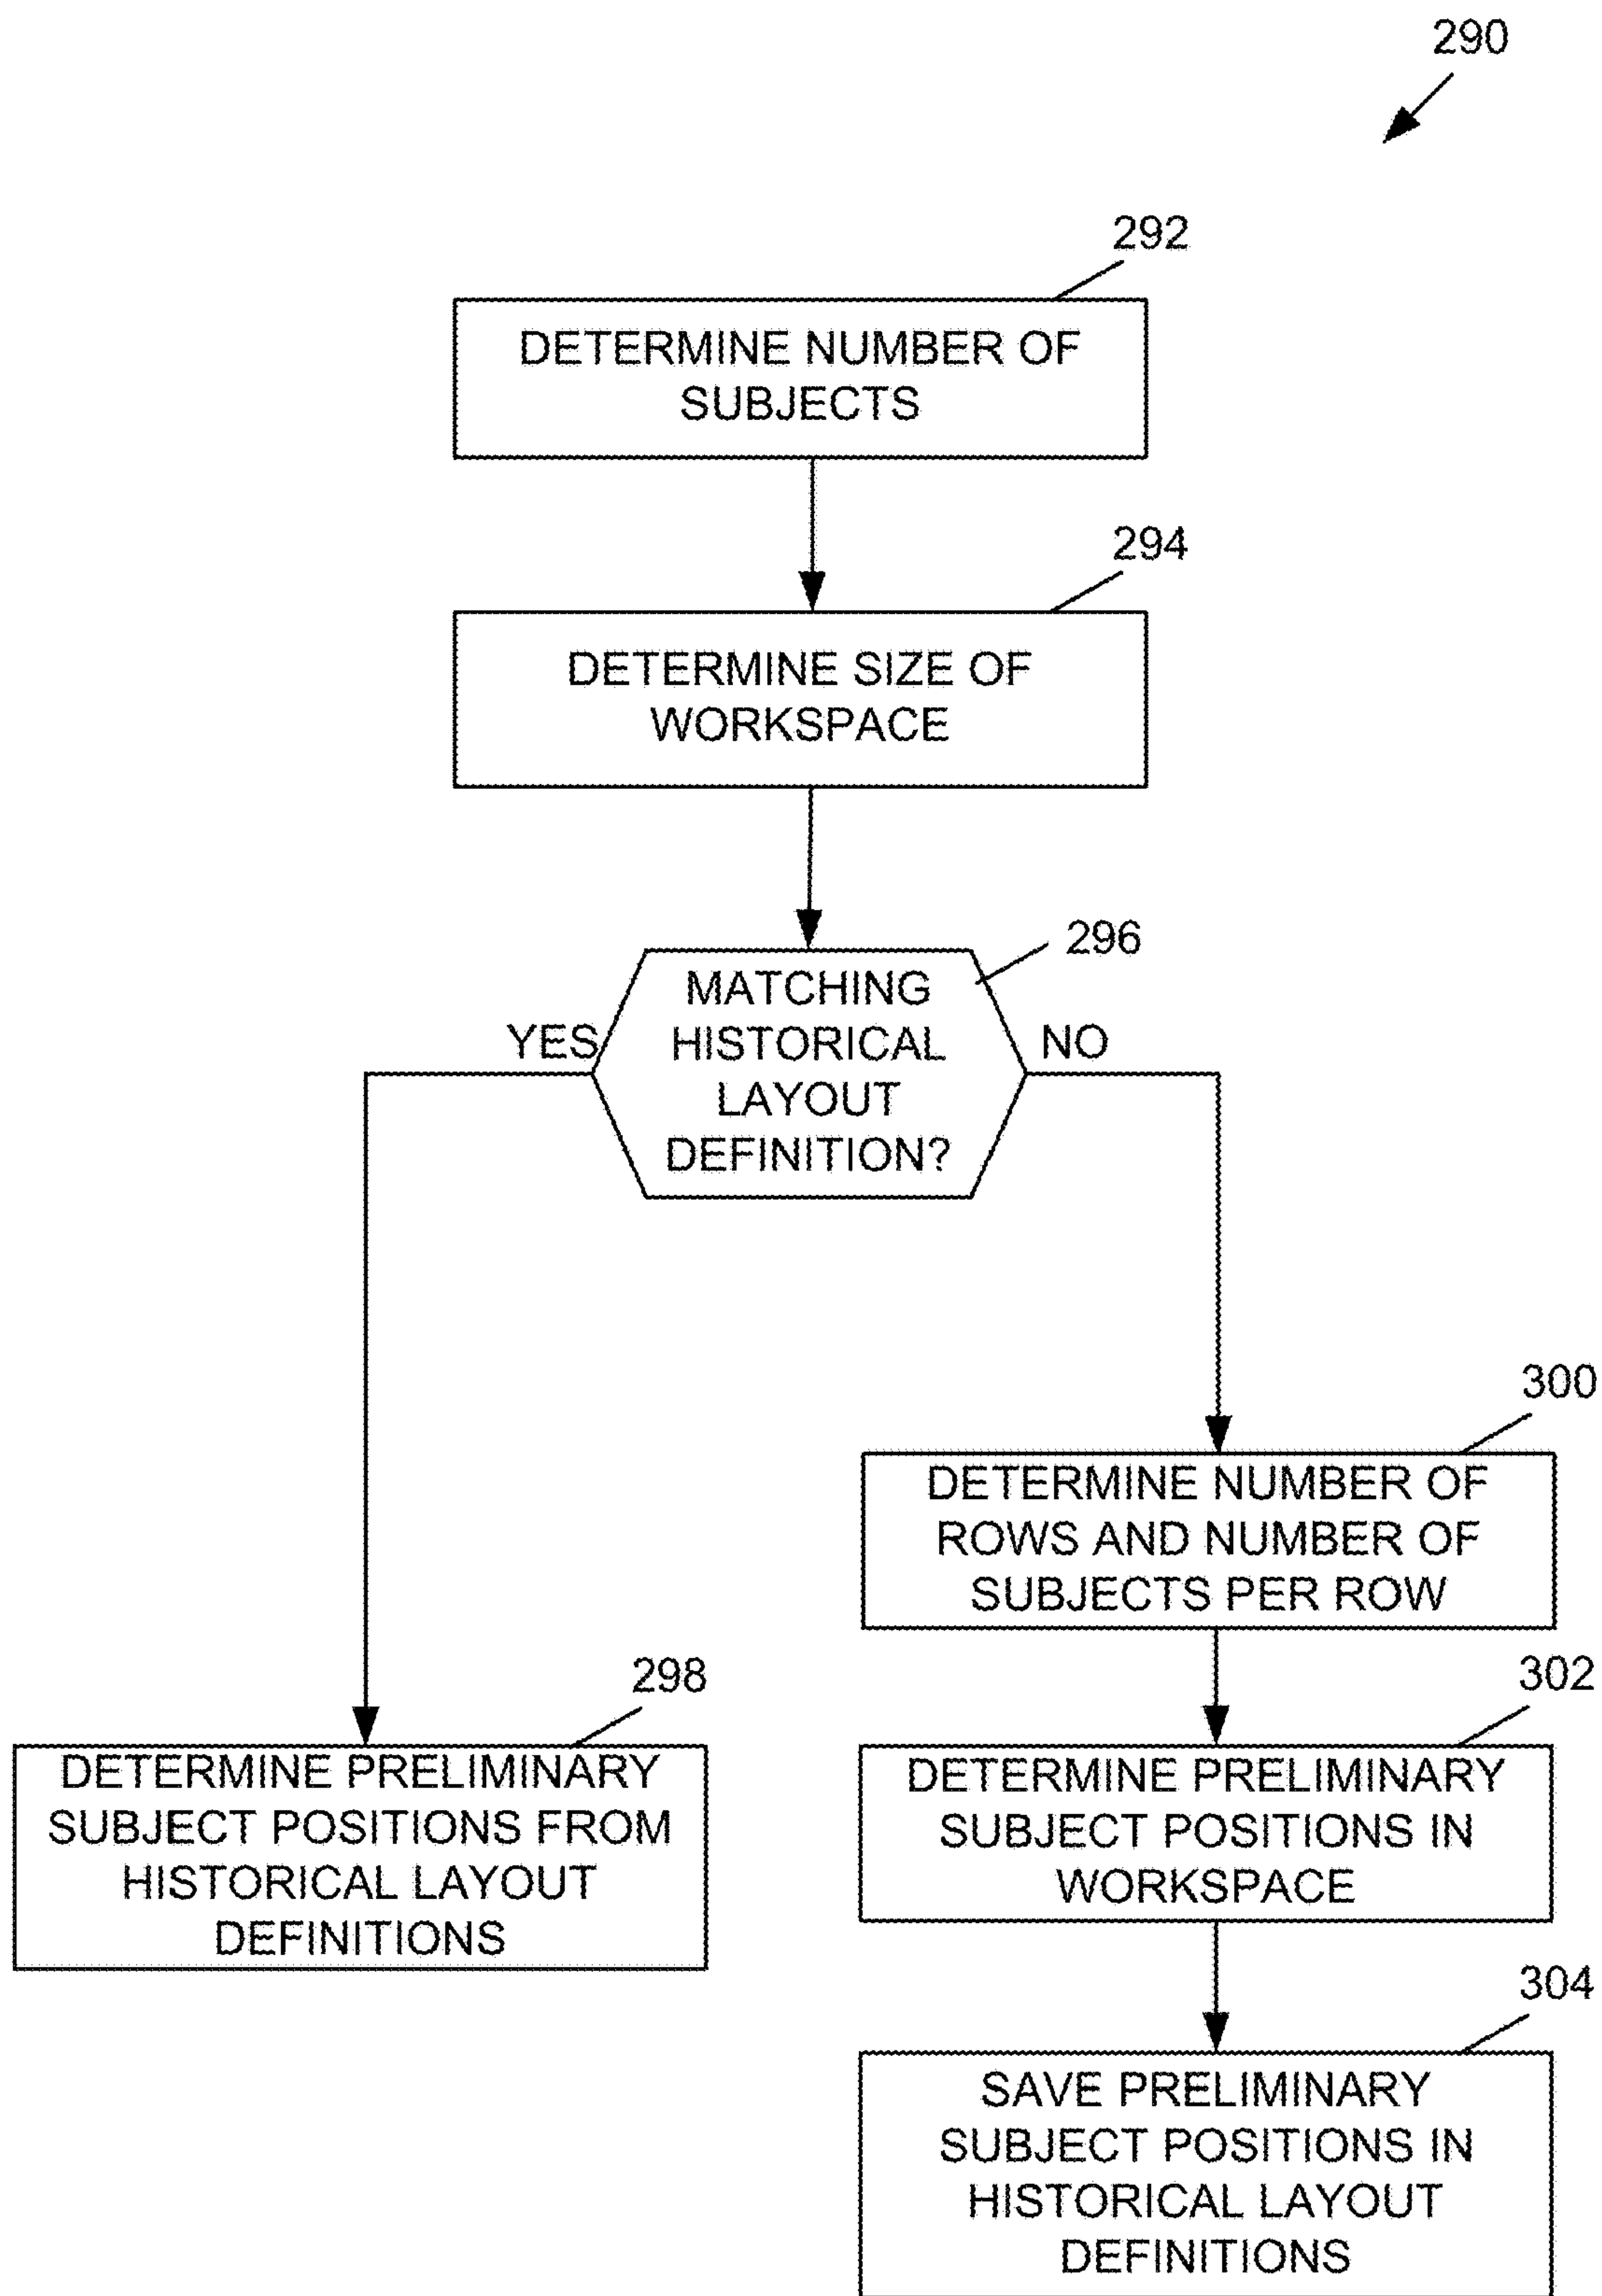 290
292
DETERMINE NUMBER OF
SUBJECTS
294
DETERMINE SIZE OF
WORKSPACE
296
MATCHING
HISTORICAL
LAYOUT
DEFINITION?
YES
NO
300
DETERMINE NUMBER OF
ROWS AND NUMBER OF
SUBJECTS PER ROW
298
DETERMINE PRELIMINARY
SUBJECT POSITIONS FROM
HISTORICAL LAYOUT
DEFINITIONS
302
DETERMINE PRELIMINARY
SUBJECT POSITIONS IN
WORKSPACE
304
SAVE PRELIMINARY
SUBJECT POSITIONS IN
HISTORICAL LAYOUT
DEFINITIONS